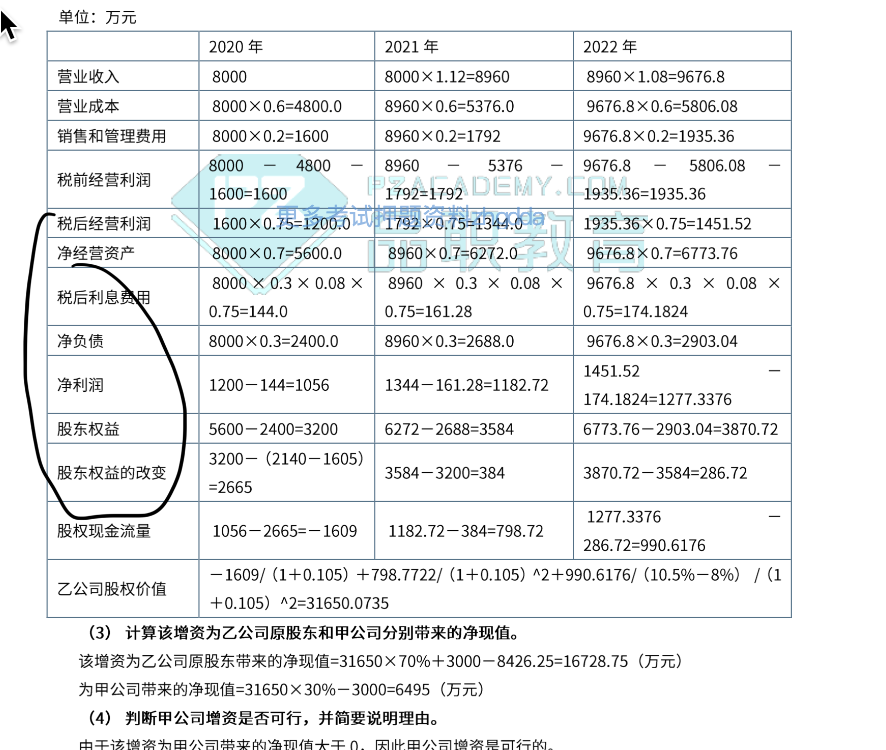 单位：万元
2020 年 2021 年 2022 年
营业收入 8000 8000×1.12=8960 8960×1.08=9676.8
营业成本 8000×0.6=4800.0 8960×0.6=5376.0 9676.8×0.6=5806.08
销售和管理费用 8000×0.2=1600 8960×0.2=1792 9676.8×0.2=1935.36
税前经营利润 8000－4800－1600=1600 8960－5376－1792=1792 9676.8－5806.08－1935.36=1935.36
PZACADEMY.COM
更多考试押题资料zhqdda
品职教育
税后经营利润 1600×0.75=1200.0 1792×0.75=1344.0 1935.36×0.75=1451.52
净经营资产 8000×0.7=5600.0 8960×0.7=6272.0 9676.8×0.7=6773.76
税后利息费用 8000×0.3×0.08×0.75=144.0 8960×0.3×0.08×0.75=161.28 9676.8×0.3×0.08×0.75=174.1824
净负债 8000×0.3=2400.0 8960×0.3=2688.0 9676.8×0.3=2903.04
净利润 1200－144=1056 1344－161.28=1182.72 1451.52－174.1824=1277.3376
股东权益 5600－2400=3200 6272－2688=3584 6773.76－2903.04=3870.72
股东权益的改变 3200－（2140－1605）=2665 3584－3200=384 3870.72－3584=286.72
股权现金流量 1056－2665=－1609 1182.72－384=798.72 1277.3376－286.72=990.6176
乙公司股权价值 －1609/（1＋0.105）＋798.7722/（1＋0.105）^2＋990.6176/（10.5%－8%） /（1
＋0.105）^2=31650.0735
（3） 计算该增资为乙公司原股东和甲公司分别带来的净现值。
该增资为乙公司原股东带来的净现值=31650×70%＋3000－8426.25=16728.75（万元）
为甲公司带来的净现值=31650×30%－3000=6495（万元）
（4） 判断甲公司增资是否可行，并简要说明理由。
由于该增资为甲公司带来的净现值大于 0，因此甲公司增资是可行的。